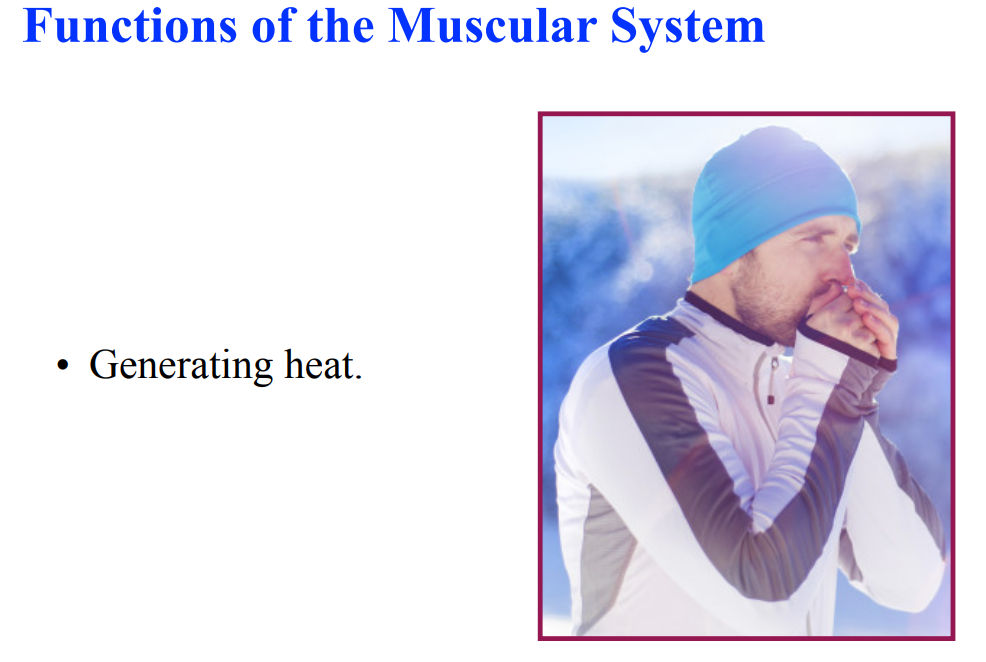 Functions of the Muscular System
• Generating heat.